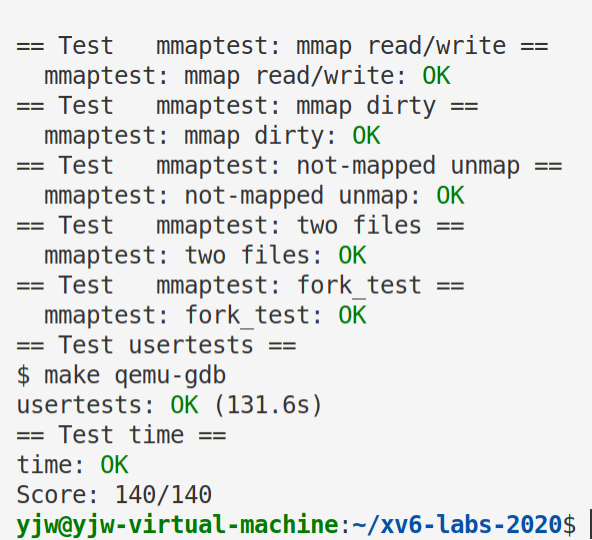 == Test   mmaptest: mmap read/write ==
  mmaptest: mmap read/write: OK
== Test   mmaptest: mmap dirty ==
  mmaptest: mmap dirty: OK
== Test   mmaptest: not-mapped unmap ==
  mmaptest: not-mapped unmap: OK
== Test   mmaptest: two files ==
  mmaptest: two files: OK
== Test   mmaptest: fork_test ==
  mmaptest: fork_test: OK
== Test usertests ==
$ make qemu-gdb
usertests: OK (131.6s)
== Test time ==
time: OK
Score: 140/140
yjw@yjw-virtual-machine:~/xv6-labs-2020$